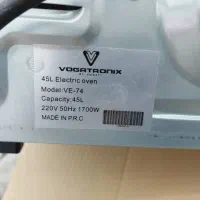 VOGATRONIX
45L Electric oven
Model:VE-74
Capacity:45L
220V 50Hz 1700W
MADE IN P.R.C